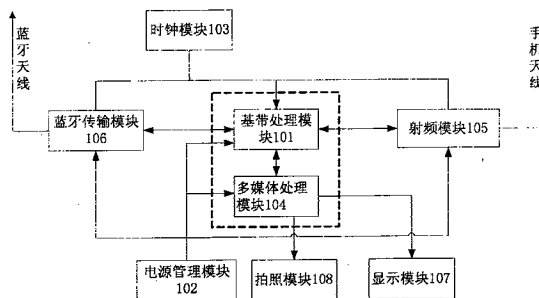 蓝牙天线
时钟模块103
手机天线
蓝牙传输模块
106
基带处理模
块101
射频模块105
多媒体处理
模块104
电源管理模块
102
拍照模块108
显示模块107